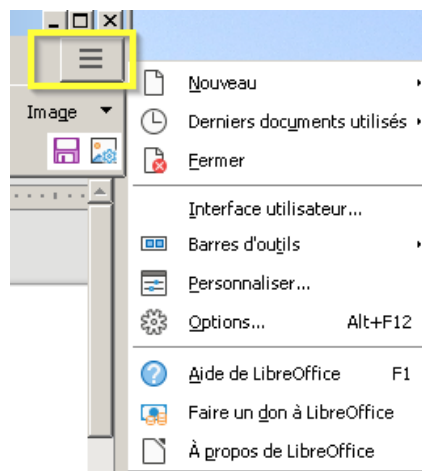 Image
Nouveau
Derniers documents utilisés
Fermer
Interface utilisateur...
Barres d'outils
Personnaliser...
Options... Alt+F12
Aide de LibreOffice F1
Faire un don à LibreOffice
À propos de LibreOffice